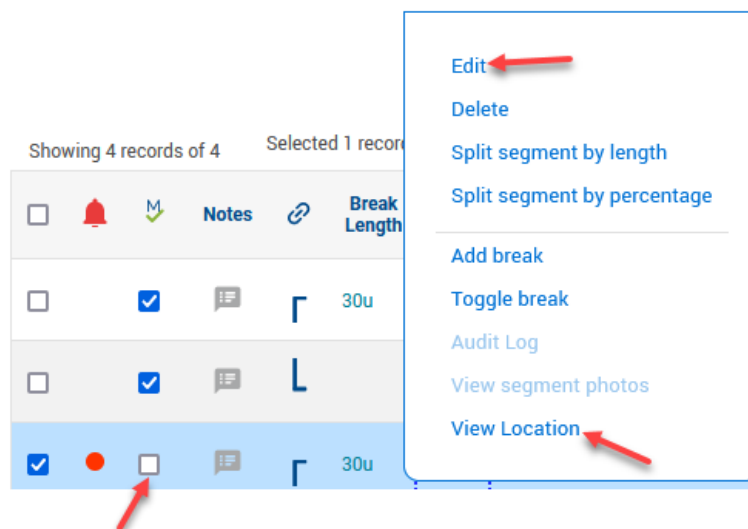 Edit
Delete
Split segment by length
Split segment by percentage
Add break
Toggle break
Audit Log
View segment photos
View Location
Showing 4 records of 4
Selected 1 recor
M
Notes
Break
Length
30u
30u